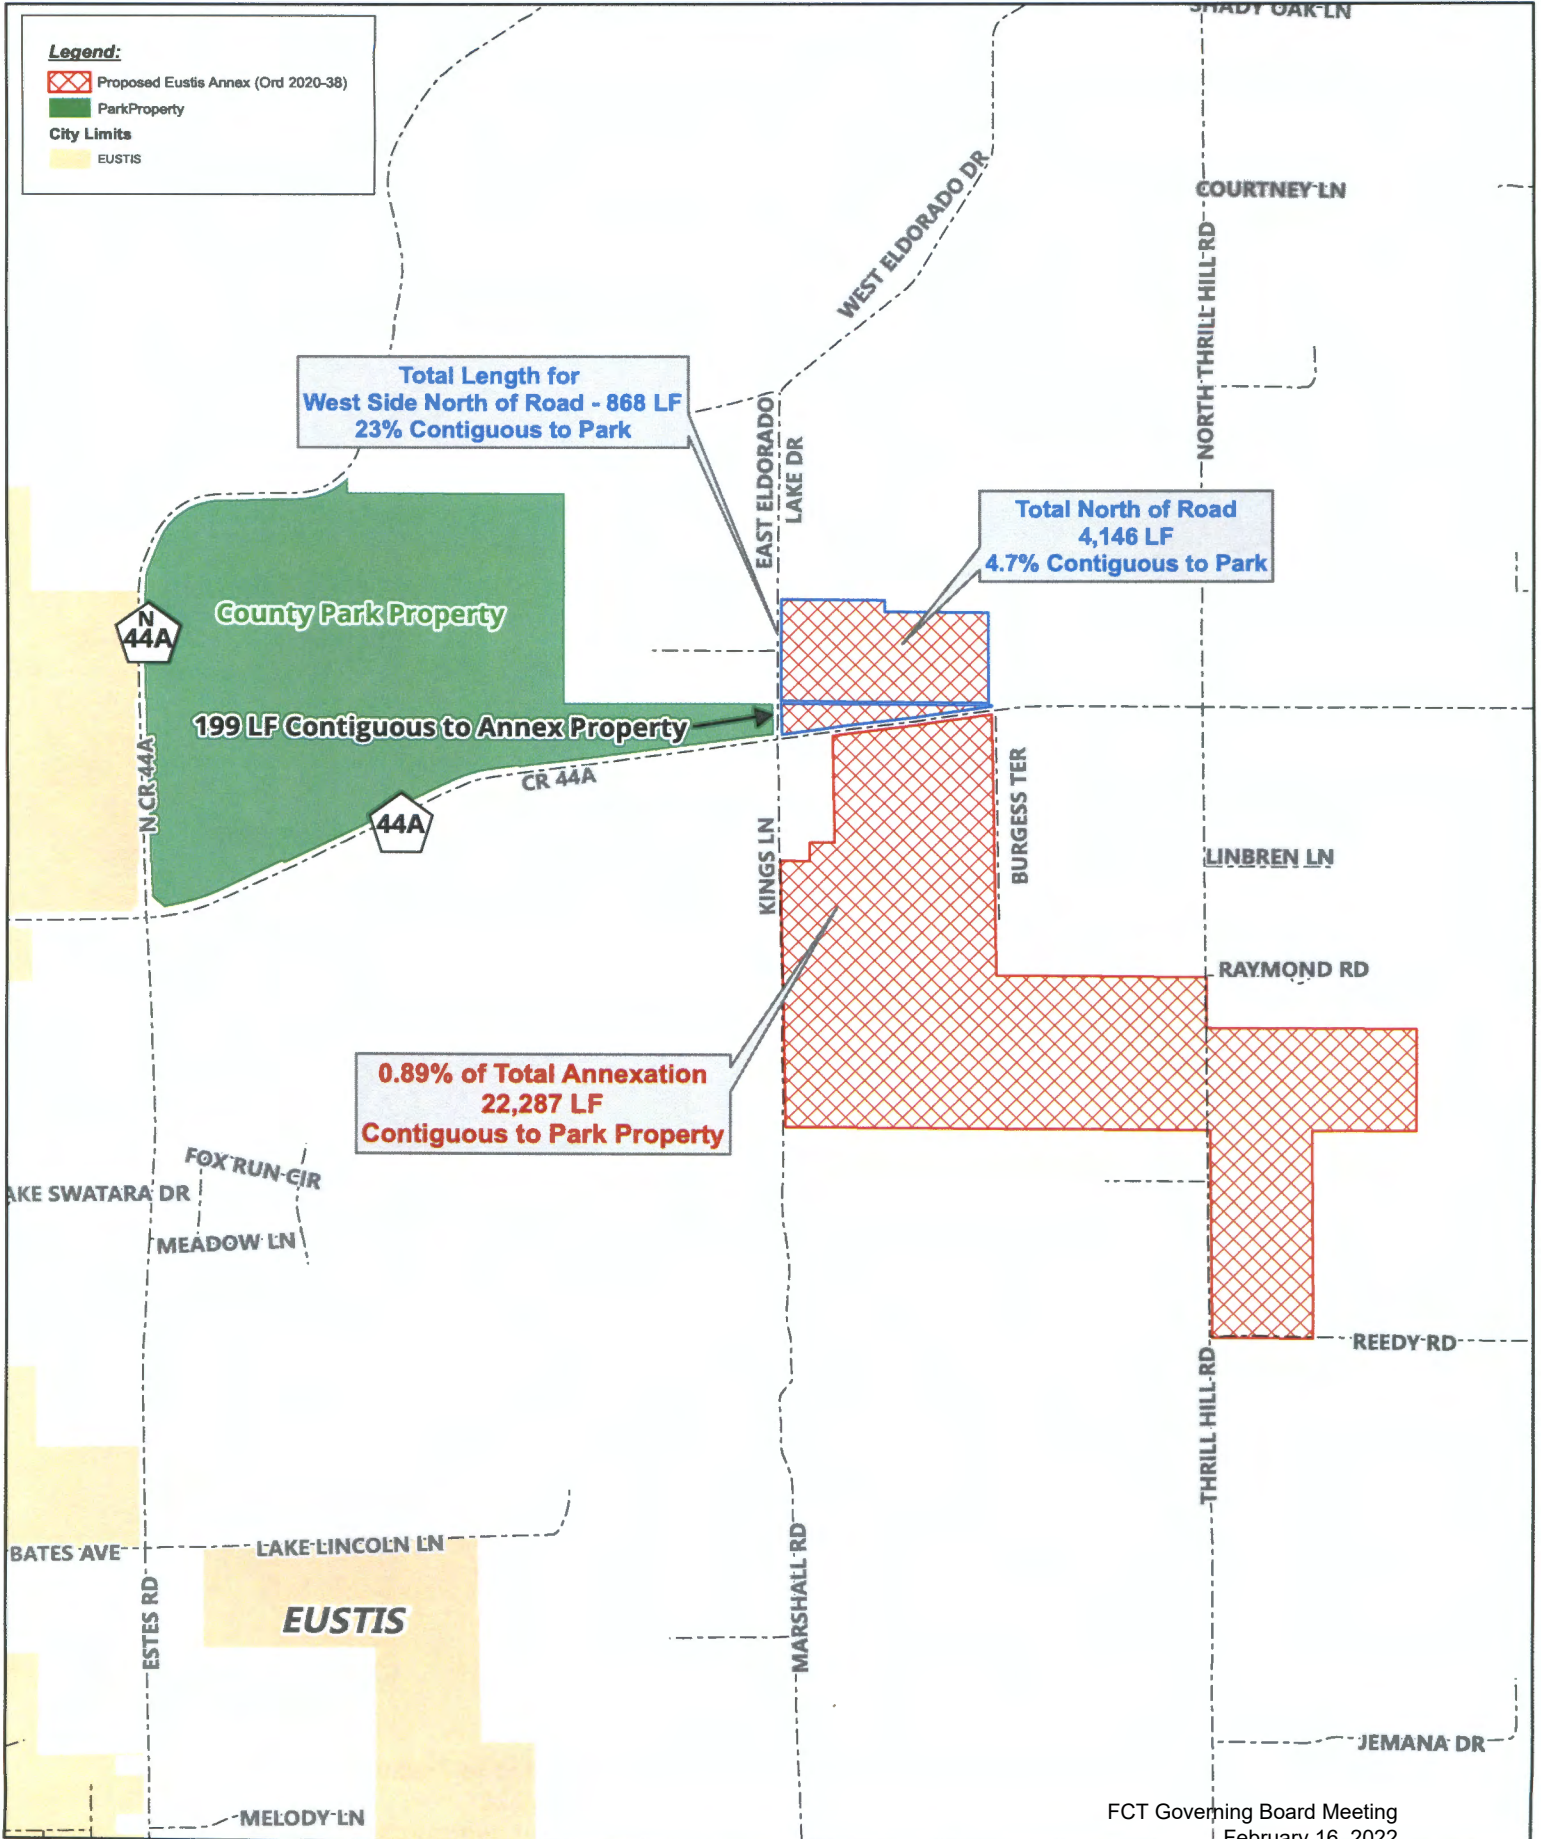 SHADY OAK LN
Legend:
Proposed Eustis Annex (Ord 2020-38)
ParkProperty
City Limits
EUSTIS
WEST ELDORADO DR
COURTNEY LN
NORTH THRILL HILL RD
Total Length for
West Side North of Road - 868 LF
23% Contiguous to Park
EAST ELDORADO
LAKE DR
Total North of Road
4,146 LF
4.7% Contiguous to Park
County Park Property
N
44A
199 LF Contiguous to Annex Property
N CR 44A
CR 44A
44A
KINGS LN
BURGESS TER
LINBREN LN
RAYMOND RD
0.89% of Total Annexation
22,287 LF
Contiguous to Park Property
FOX RUN CIR
AKE SWATARA DR
MEADOW LN
REEDY RD
THRILL HILL RD
BATES AVE
LAKE LINCOLN LN
ESTES RD
EUSTIS
MARSHALL RD
JEMANA DR
MELODY LN
FCT Governing Board Meeting
February 16, 2022